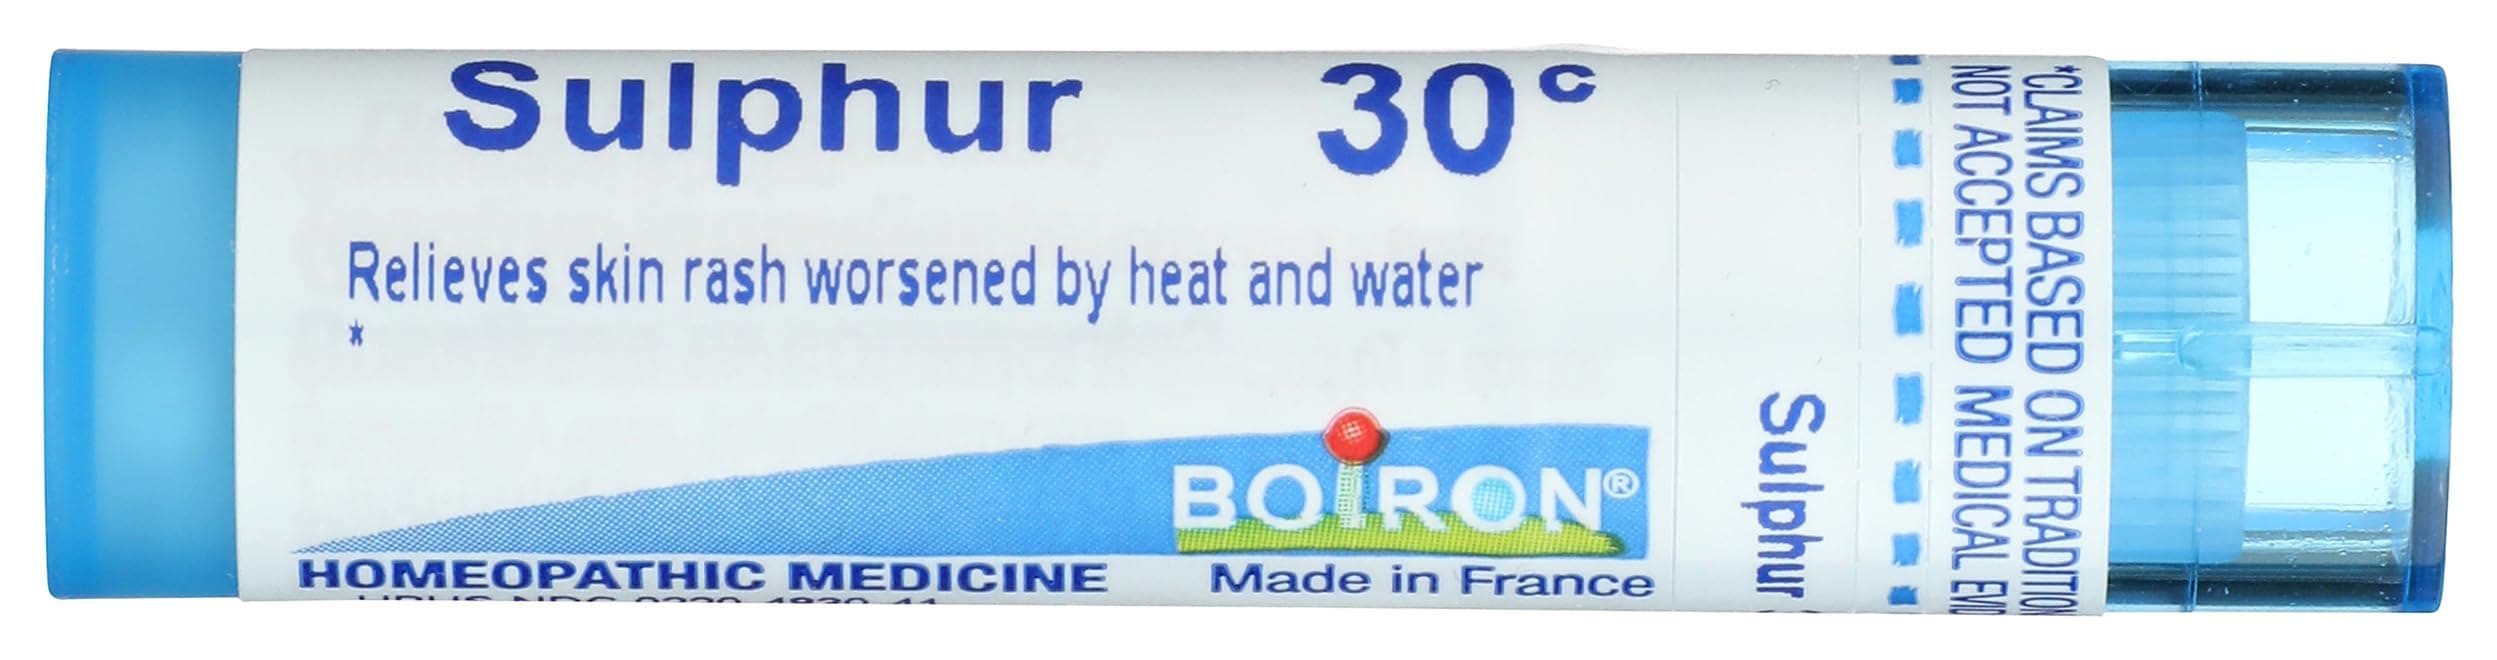 Sulphur 30c
Relieves skin rash worsened by heat and water
*
BOIRON®
HOMEOPATHIC MEDICINE Made in France
Sulphur
*CLAIMS BASED ON TRADITION
NOT ACCEPTED MEDICAL EVID